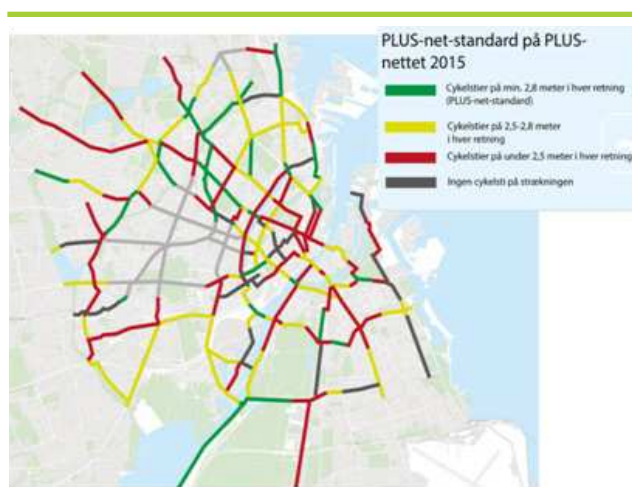 PLUS-net-standard på PLUS-
nettet 2015
Cykelstier på min. 2,8 meter i hver retning
(PLUS-net-standard)
Cykelstier på 2,5-2,8 meter
i hver retning
Cykelstier på under 2,5 meter i hver retning
Ingen cykelsti på strækningen